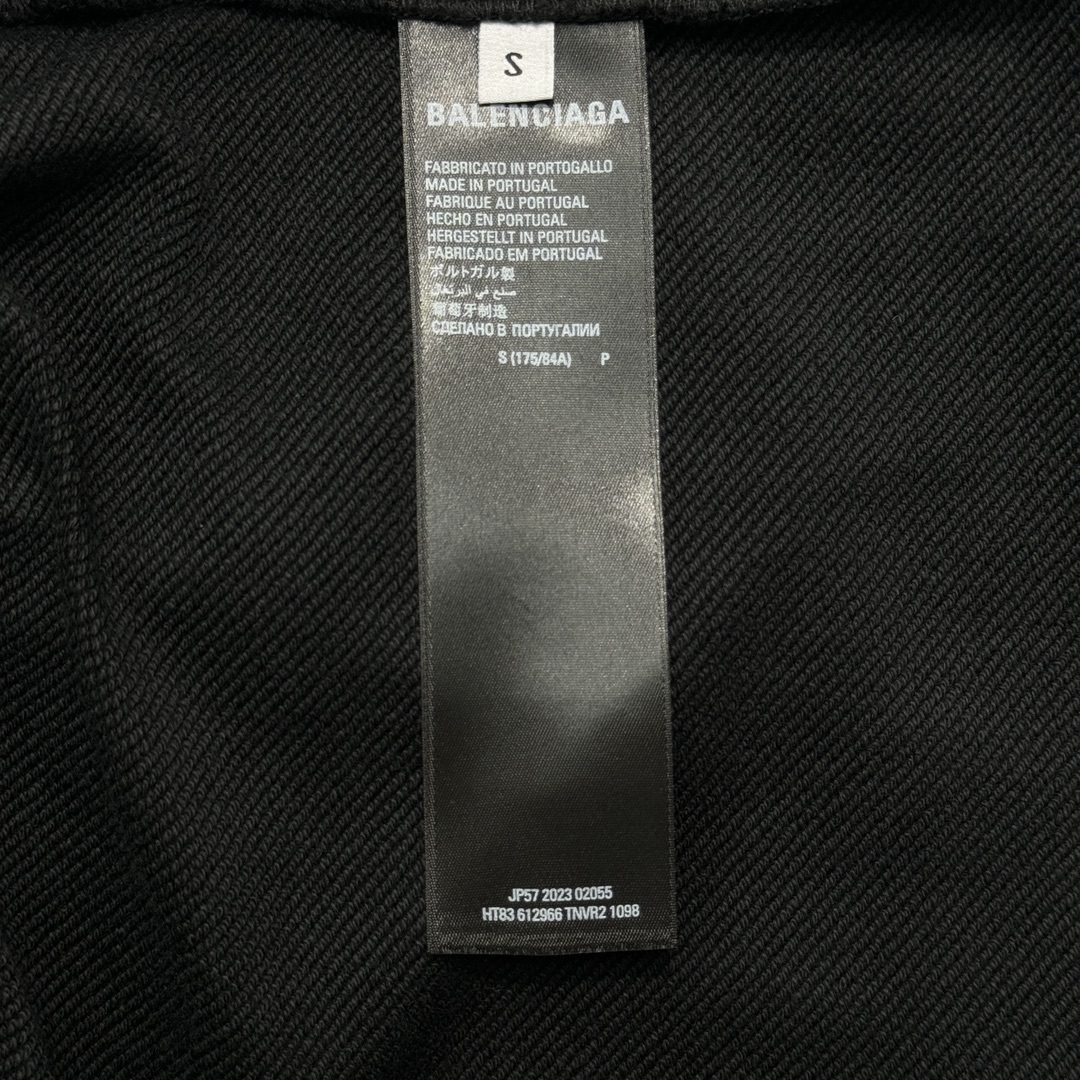 S
BALENCIAGA
FABBRICATO IN PORTOGALLO
MADE IN PORTUGAL
FABRIQUE AU PORTUGAL
HECHO EN PORTUGAL
HERGESTELLT IN PORTUGAL
FABRICADO EM PORTUGAL
ポルトガル製
صنع في البرتغال
葡萄牙制造
СДЕЛАНО В ПОРТУГАЛИИ
S (175/84A) P
JP57 2023 02055
HT83 612966 TNVR2 1098